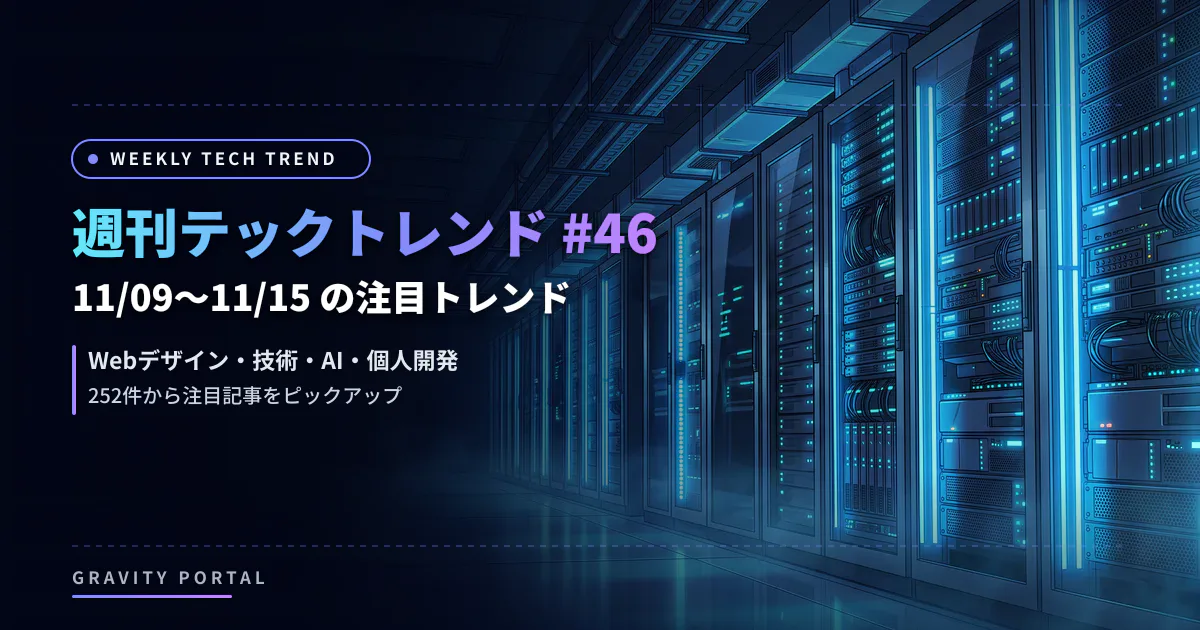 WEEKLY TECH TREND
週刊テックトレンド #46
11/09〜11/15 の注目トレンド
Webデザイン・技術・AI・個人開発
252件から注目記事をピックアップ
GRAVITY PORTAL